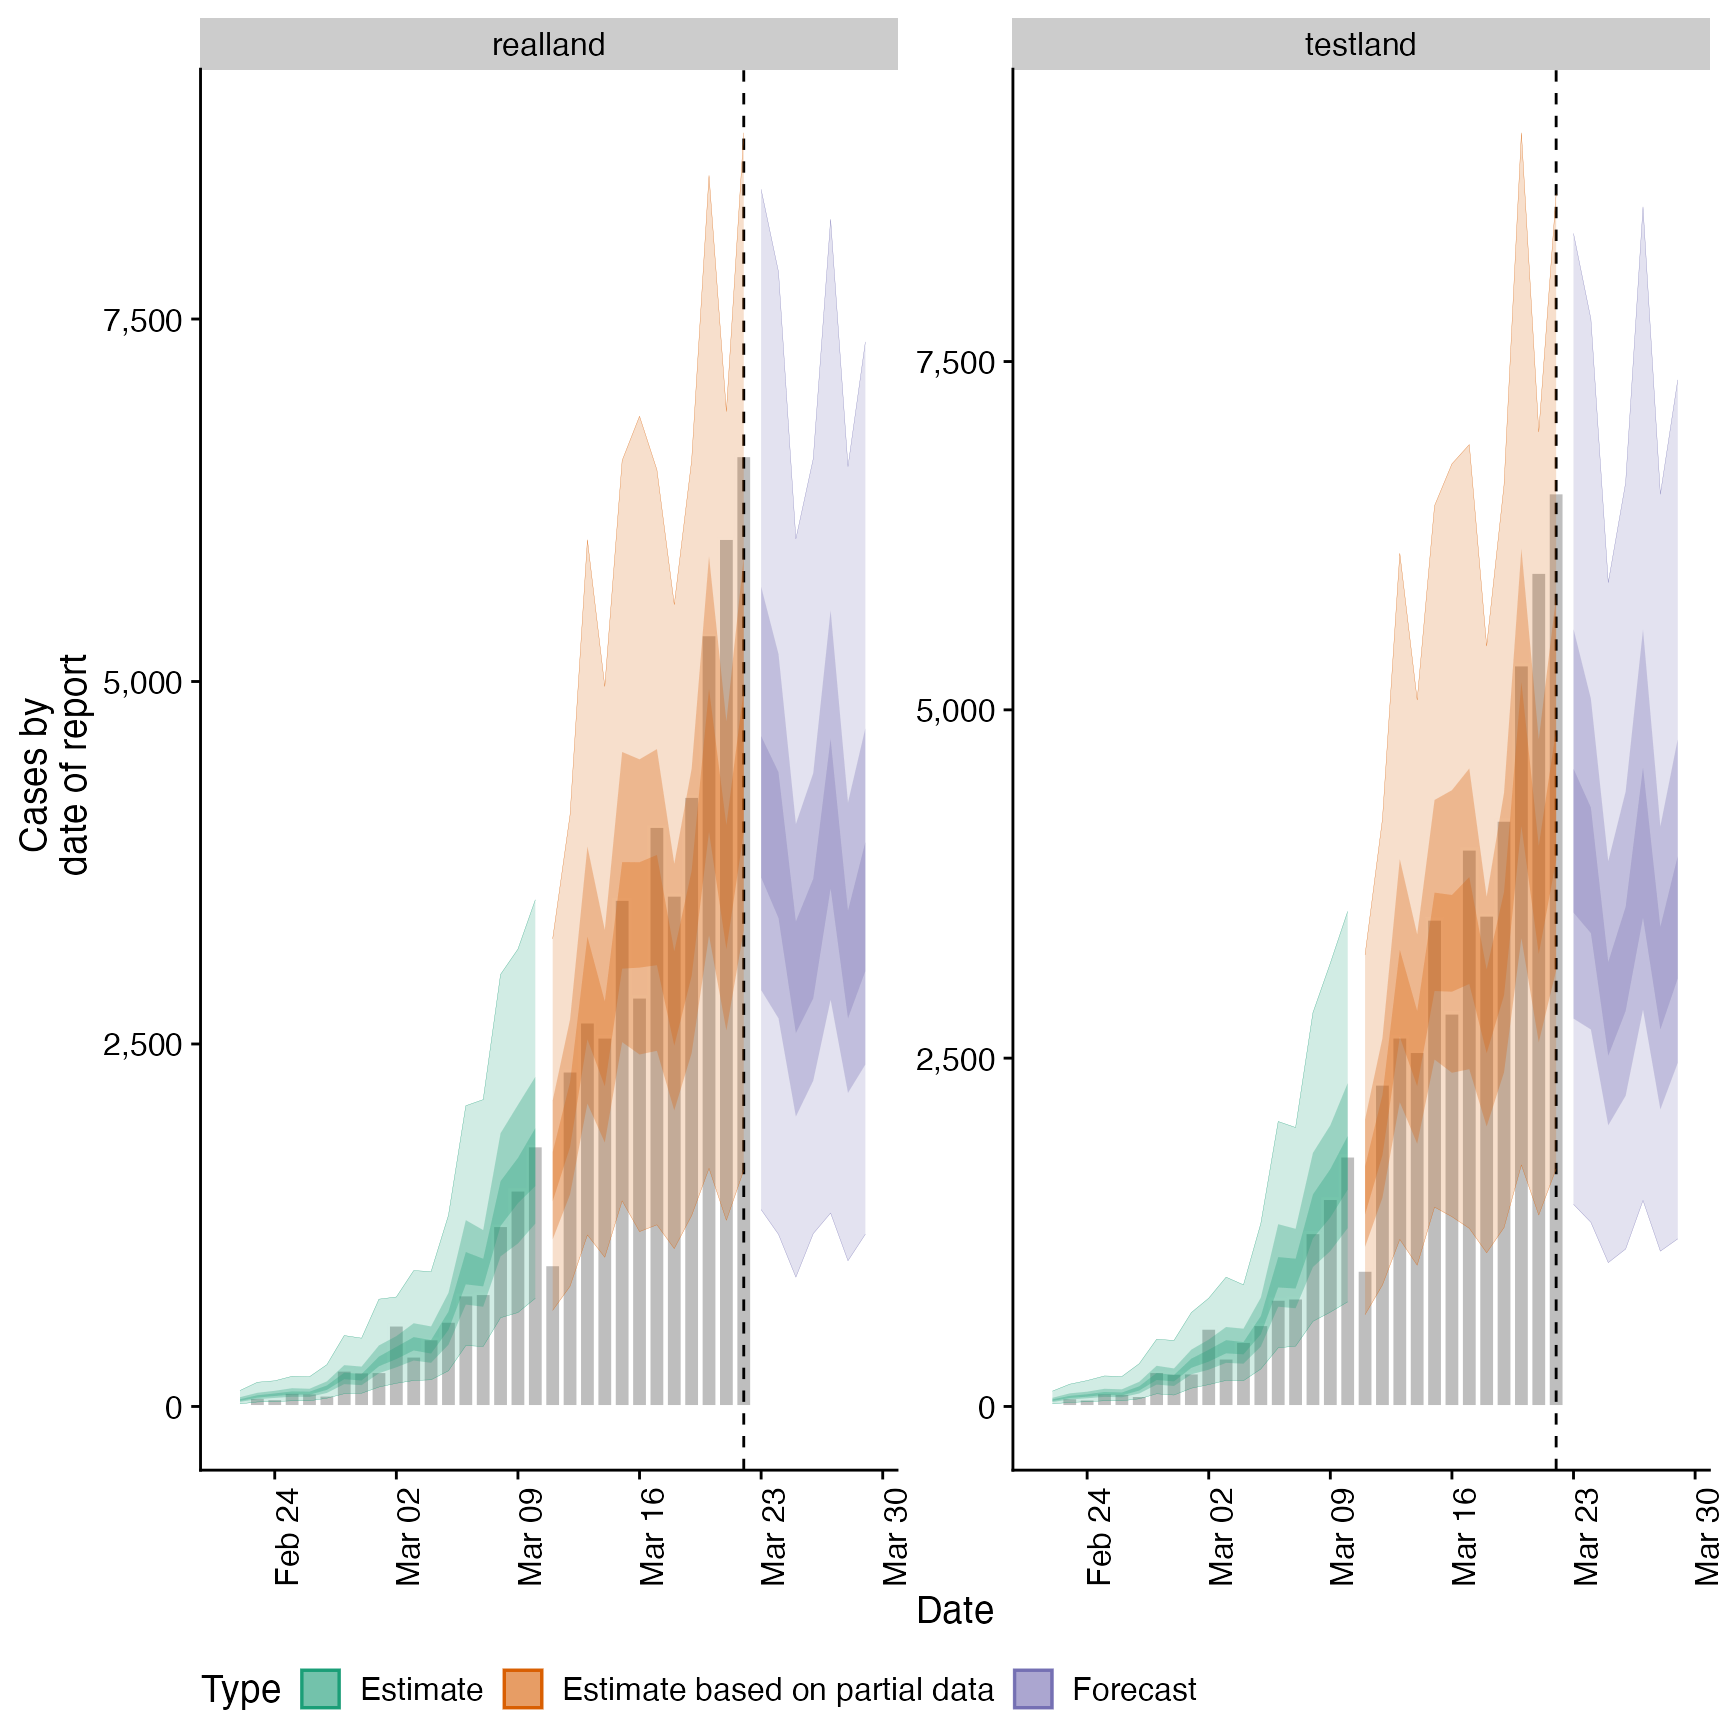 realland
testland
Cases by
date of report
7,500
5,000
2,500
0
7,500
5,000
2,500
0
Feb 24
Mar 02
Mar 09
Mar 16
Mar 23
Mar 30
Feb 24
Mar 02
Mar 09
Mar 16
Mar 23
Mar 30
Date
Type Estimate Estimate based on partial data Forecast